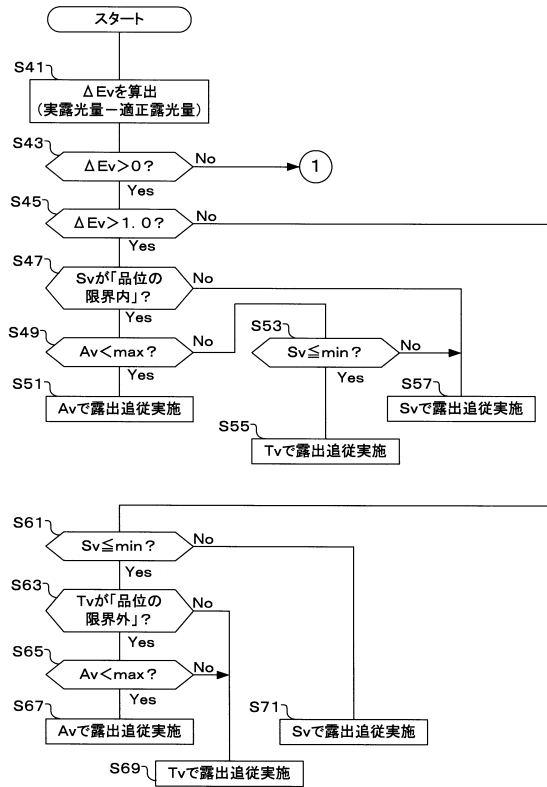 スタート
S41
ΔEvを算出
(実露光量－適正露光量)
S43
ΔEv>0？
No
1
Yes
S45
ΔEv>1．0？
No
Yes
S47
Svが「品位の
限界内」？
No
Yes
S49
Av<max？
No
Yes
S53
Sv≦min？
No
Yes
S51
Avで露出追従実施
S57
Svで露出追従実施
S55
Tvで露出追従実施
S61
Sv≦min？
No
Yes
S63
Tvが「品位の
限界外」？
No
Yes
S65
Av<max？
No
Yes
S67
Avで露出追従実施
S71
Svで露出追従実施
S69
Tvで露出追従実施